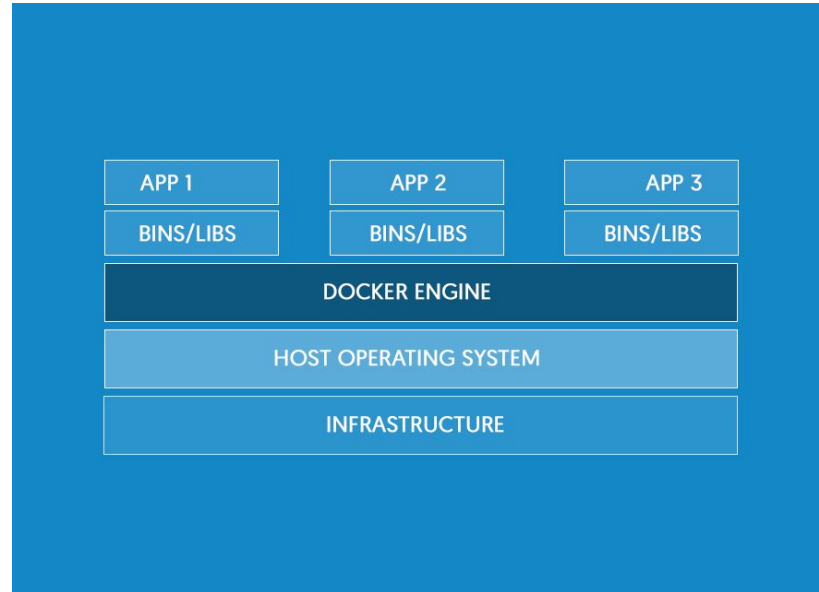 APP 1
APP 2
APP 3
BINS/LIBS
BINS/LIBS
BINS/LIBS
DOCKER ENGINE
HOST OPERATING SYSTEM
INFRASTRUCTURE